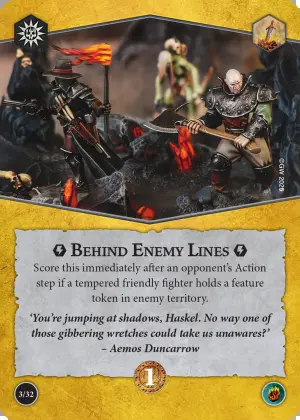 ©GW 2025
Behind Enemy Lines
Score this immediately after an opponent's Action
step if a tempered friendly fighter holds a feature
token in enemy territory.
'You're jumping at shadows, Haskel. No way one of
those gibbering wretches could take us unawares?'
– Aemos Duncarrow
1
3/32